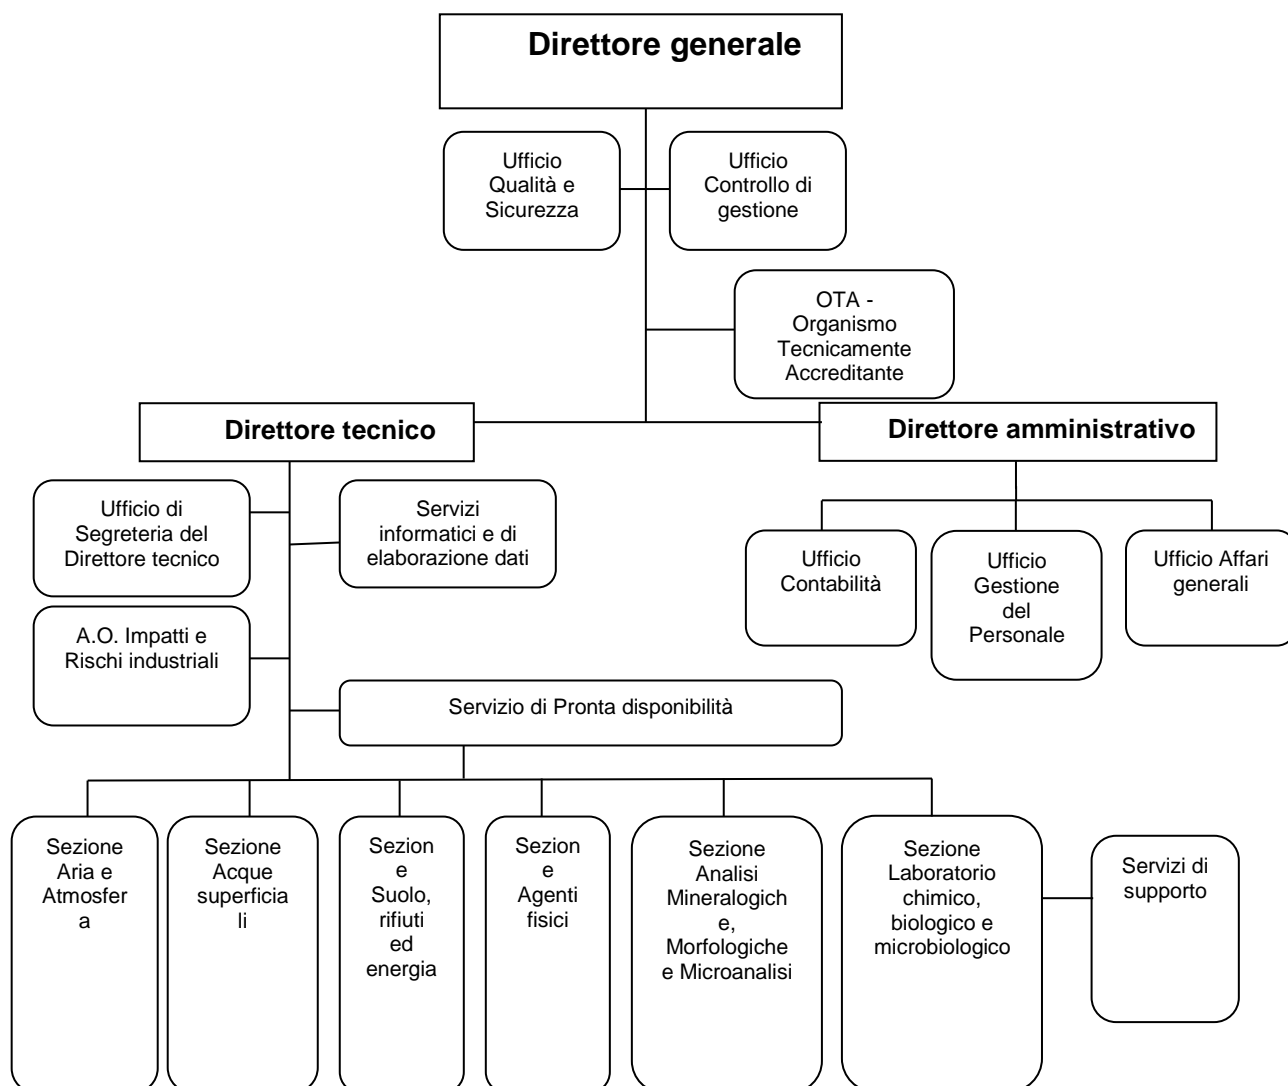 Direttore generale
Ufficio
Qualità e
Sicurezza
Ufficio
Controllo di
gestione
OTA -
Organismo
Tecnicamente
Accreditante
Direttore tecnico
Direttore amministrativo
Ufficio di
Segreteria del
Direttore tecnico
Servizi
informatici e di
elaborazione dati
Ufficio
Contabilità
Ufficio
Gestione
del
Personale
Ufficio Affari
generali
A.O. Impatti e
Rischi industriali
Servizio di Pronta disponibilità
Sezione
Aria e
Atmosfer
a
Sezione
Acque
superficia
li
Sezion
e
Suolo,
rifiuti
ed
energia
Sezion
e
Agenti
fisici
Sezione
Analisi
Mineralogich
e,
Morfologiche
e Microanalisi
Sezione
Laboratorio
chimico,
biologico e
microbiologico
Servizi di
supporto